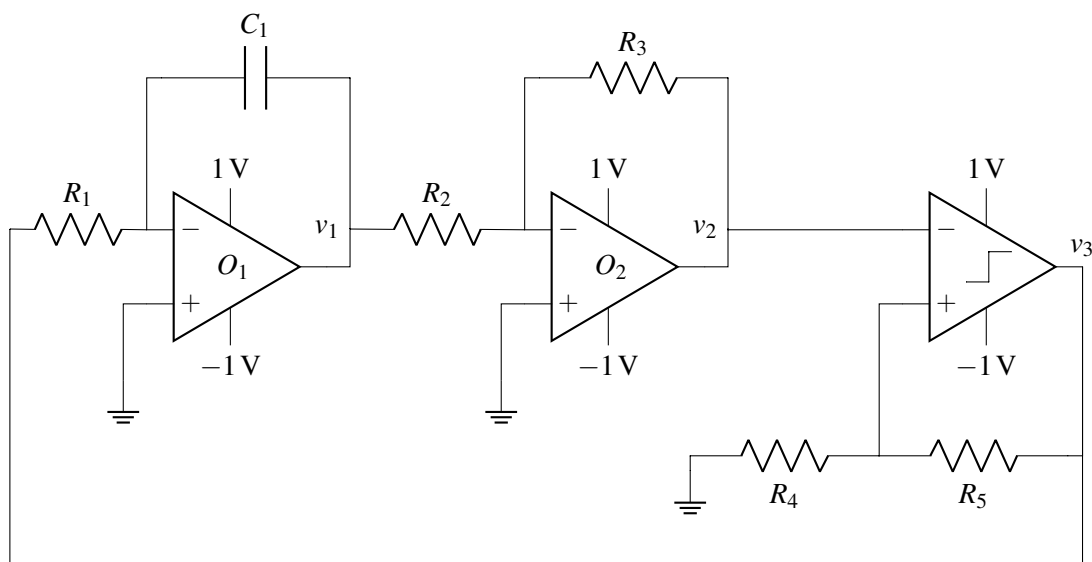 C₁
R₃
1 V
1 V
1 V
R₁
R₂
−
−
−
v₁
v₂
v₃
O₁
O₂
+
+
+
−1 V
−1 V
−1 V
R₄
R₅